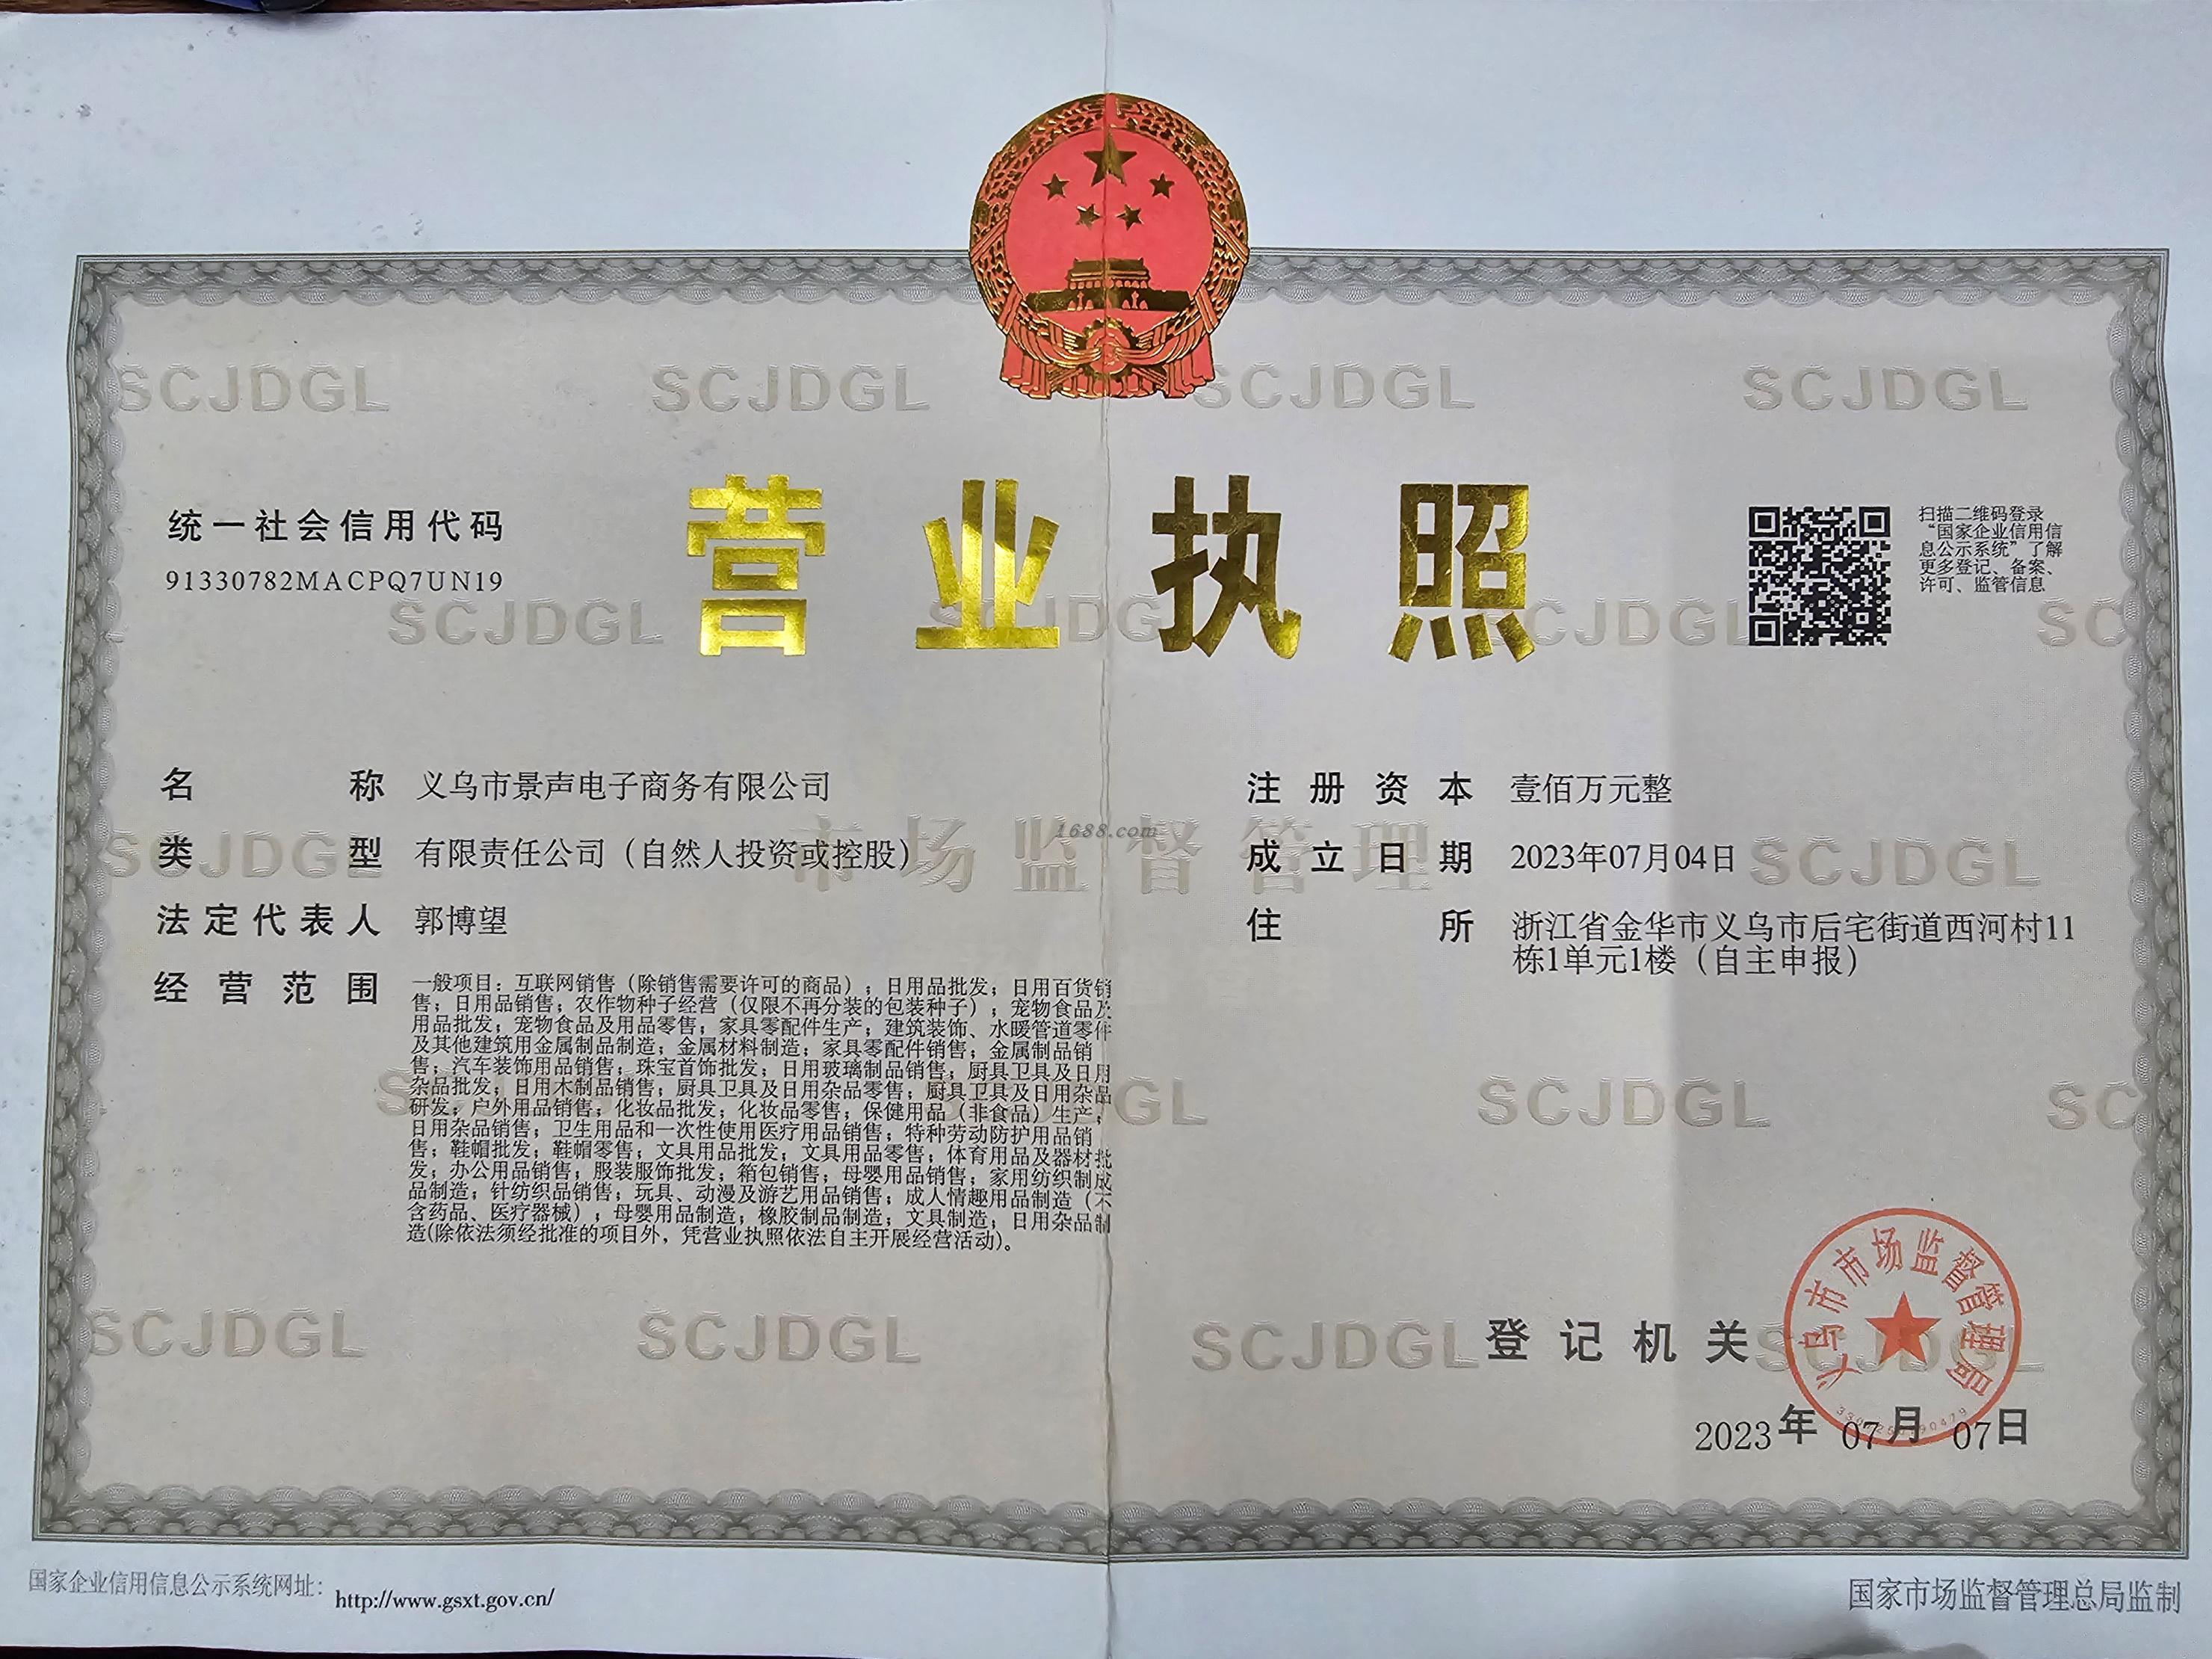 统一社会信用代码
91330782MACPQ7UN19
营业执照
扫描二维码登录
“国家企业信用信
息公示系统”了解
更多登记、备案、
许可、监管信息
名称 义乌市景声电子商务有限公司
类型 有限责任公司（自然人投资或控股）
法定代表人 郭博望
经营范围 一般项目：互联网销售（除销售需要许可的商品）；日用品批发；日用百货销
售；日用品销售；农作物种子经营（仅限不再分装的包装种子）；宠物食品及
用品批发；宠物食品及用品零售；家具零配件生产；建筑装饰、水暖管道零件
及其他建筑用金属制品制造；金属材料制造；家具零配件销售；金属制品销
售；汽车装饰用品销售；珠宝首饰批发；日用玻璃制品销售；厨具卫具及日用
杂品批发；日用木制品销售；厨具卫具及日用杂品零售；厨具卫具及日用杂品
研发；户外用品销售；化妆品批发；化妆品零售；保健用品（非食品）生产；
日用杂品销售；卫生用品和一次性使用医疗用品销售；特种劳动防护用品销
售；鞋帽批发；鞋帽零售；文具用品批发；文具用品零售；体育用品及器材批
发；办公用品销售；服装服饰批发；箱包销售；母婴用品销售；家用纺织制成
品制造；针纺织品销售；玩具、动漫及游艺用品销售；成人情趣用品制造（不
含药品、医疗器械）；母婴用品制造；橡胶制品制造；文具制造；日用杂品制
造(除依法须经批准的项目外，凭营业执照依法自主开展经营活动)。
注册资本 壹佰万元整
成立日期 2023年07月04日
住所 浙江省金华市义乌市后宅街道西河村11
栋1单元1楼（自主申报）
1688.com
市场监督管理
SCJDGL
登记机关
义乌市市场监督管理局
2023年07月07日
国家企业信用信息公示系统网址：http://www.gsxt.gov.cn/
国家市场监督管理总局监制